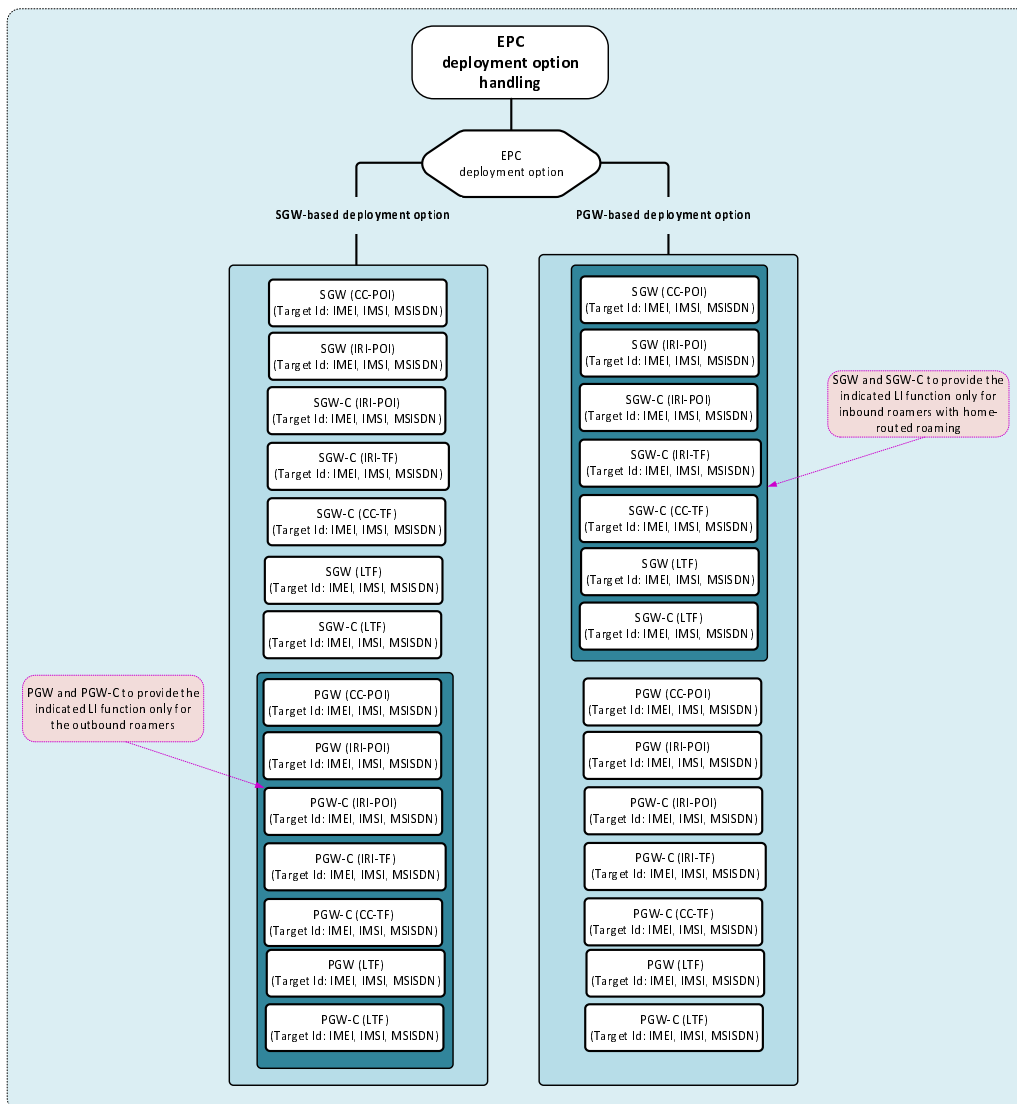 EPC
deployment option
handling
EPC
deployment option
SGW-based deployment option
PGW-based deployment option
SGW (CC-POI)
(Target Id: IMEI, IMSI, MSISDN)
SGW (IRI-POI)
(Target Id: IMEI, IMSI, MSISDN)
SGW-C (IRI-POI)
(Target Id: IMEI, IMSI, MSISDN)
SGW-C (IRI-TF)
(Target Id: IMEI, IMSI, MSISDN)
SGW-C (CC-TF)
(Target Id: IMEI, IMSI, MSISDN)
SGW (LTF)
(Target Id: IMEI, IMSI, MSISDN)
SGW-C (LTF)
(Target Id: IMEI, IMSI, MSISDN)
PGW and PGW-C to provide the
indicated LI function only for
the outbound roamers
PGW (CC-POI)
(Target Id: IMEI, IMSI, MSISDN)
PGW (IRI-POI)
(Target Id: IMEI, IMSI, MSISDN)
PGW-C (IRI-POI)
(Target Id: IMEI, IMSI, MSISDN)
PGW-C (IRI-TF)
(Target Id: IMEI, IMSI, MSISDN)
PGW-C (CC-TF)
(Target Id: IMEI, IMSI, MSISDN)
PGW (LTF)
(Target Id: IMEI, IMSI, MSISDN)
PGW-C (LTF)
(Target Id: IMEI, IMSI, MSISDN)
SGW (CC-POI)
(Target Id: IMEI, IMSI, MSISDN)
SGW (IRI-POI)
(Target Id: IMEI, IMSI, MSISDN)
SGW-C (IRI-POI)
(Target Id: IMEI, IMSI, MSISDN)
SGW-C (IRI-TF)
(Target Id: IMEI, IMSI, MSISDN)
SGW-C (CC-TF)
(Target Id: IMEI, IMSI, MSISDN)
SGW (LTF)
(Target Id: IMEI, IMSI, MSISDN)
SGW-C (LTF)
(Target Id: IMEI, IMSI, MSISDN)
SGW and SGW-C to provide the
indicated LI function only for
inbound roamers with home-
routed roaming
PGW (CC-POI)
(Target Id: IMEI, IMSI, MSISDN)
PGW (IRI-POI)
(Target Id: IMEI, IMSI, MSISDN)
PGW-C (IRI-POI)
(Target Id: IMEI, IMSI, MSISDN)
PGW-C (IRI-TF)
(Target Id: IMEI, IMSI, MSISDN)
PGW-C (CC-TF)
(Target Id: IMEI, IMSI, MSISDN)
PGW (LTF)
(Target Id: IMEI, IMSI, MSISDN)
PGW-C (LTF)
(Target Id: IMEI, IMSI, MSISDN)